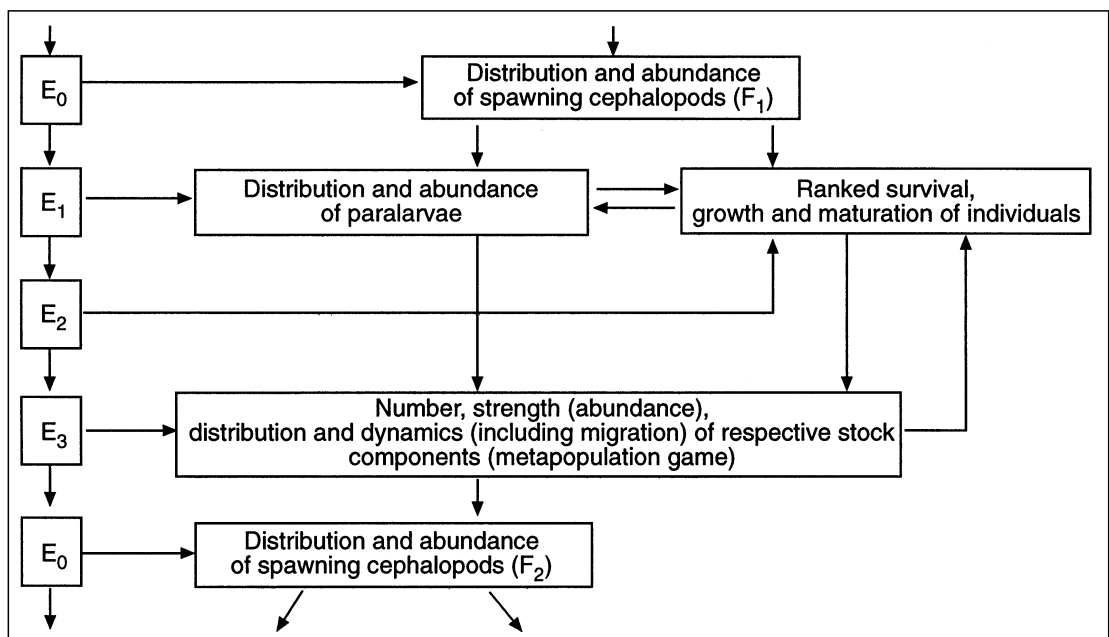 E0
Distribution and abundance
of spawning cephalopods (F1)
E1
Distribution and abundance
of paralarvae
Ranked survival,
growth and maturation of individuals
E2
E3
Number, strength (abundance),
distribution and dynamics (including migration) of respective stock
components (metapopulation game)
E0
Distribution and abundance
of spawning cephalopods (F2)